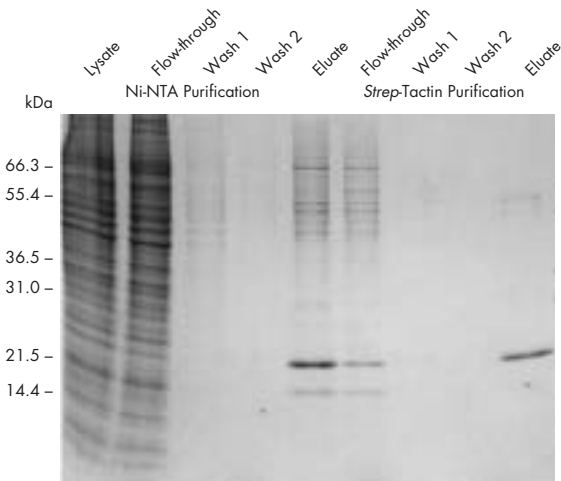 Lysate
Flow-through
Wash 1
Wash 2
Eluate
Flow-through
Wash 1
Wash 2
Eluate
Ni-NTA Purification
Strep-Tactin Purification
kDa
66.3 –
55.4 –
36.5 –
31.0 –
21.5 –
14.4 –